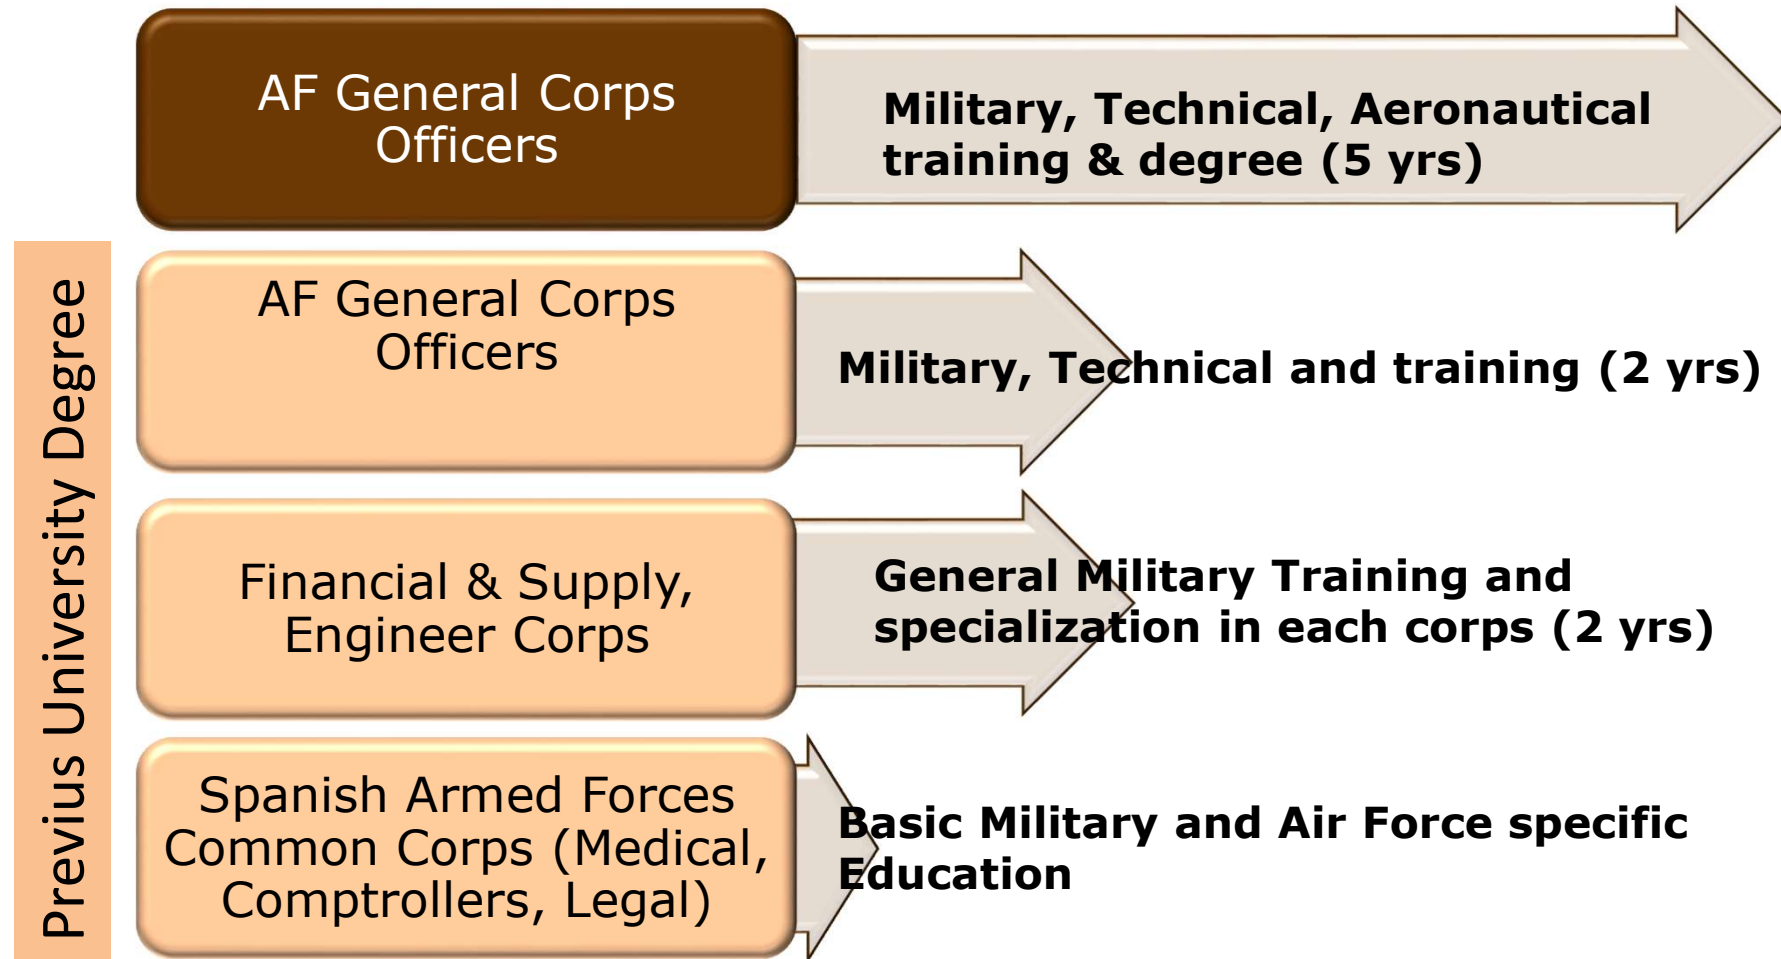 AF General Corps
Officers
Military, Technical, Aeronautical
training & degree (5 yrs)
Previus University Degree
AF General Corps
Officers
Military, Technical and training (2 yrs)
Financial & Supply,
Engineer Corps
General Military Training and
specialization in each corps (2 yrs)
Spanish Armed Forces
Common Corps (Medical,
Comptrollers, Legal)
Basic Military and Air Force specific
Education